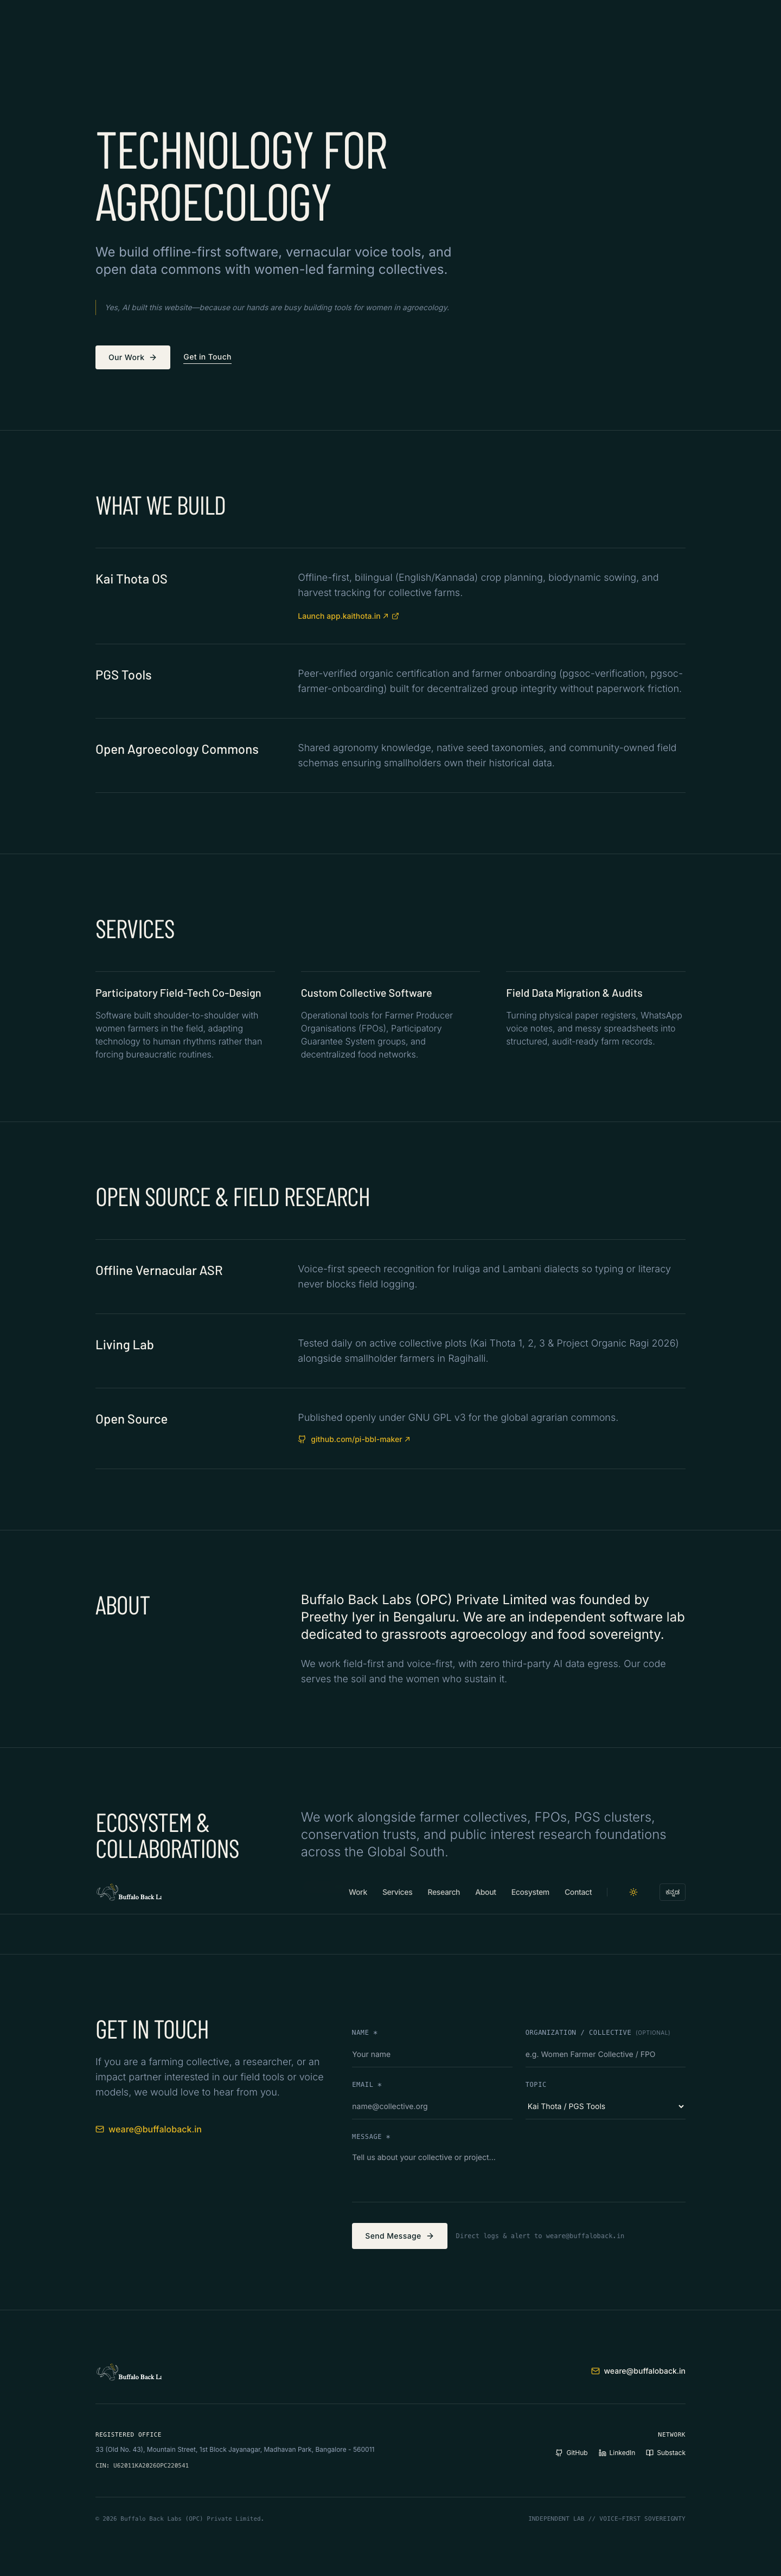 TECHNOLOGY FOR
AGROECOLOGY
We build offline-first software, vernacular voice tools, and
open data commons with women-led farming collectives.
Yes, AI built this website—because our hands are busy building tools for women in agroecology.
Our Work →
Get in Touch
WHAT WE BUILD
Kai Thota OS
Offline-first, bilingual (English/Kannada) crop planning, biodynamic sowing, and
harvest tracking for collective farms.
Launch app.kaithota.in ↗
PGS Tools
Peer-verified organic certification and farmer onboarding (pgsoc-verification, pgsoc-
farmer-onboarding) built for decentralized group integrity without paperwork friction.
Open Agroecology Commons
Shared agronomy knowledge, native seed taxonomies, and community-owned field
schemas ensuring smallholders own their historical data.
SERVICES
Participatory Field-Tech Co-Design
Software built shoulder-to-shoulder with
women farmers in the field, adapting
technology to human rhythms rather than
forcing bureaucratic routines.
Custom Collective Software
Operational tools for Farmer Producer
Organisations (FPOs), Participatory
Guarantee System groups, and
decentralized food networks.
Field Data Migration & Audits
Turning physical paper registers, WhatsApp
voice notes, and messy spreadsheets into
structured, audit-ready farm records.
OPEN SOURCE & FIELD RESEARCH
Offline Vernacular ASR
Voice-first speech recognition for Iruliga and Lambani dialects so typing or literacy
never blocks field logging.
Living Lab
Tested daily on active collective plots (Kai Thota 1, 2, 3 & Project Organic Ragi 2026)
alongside smallholder farmers in Ragihalli.
Open Source
Published openly under GNU GPL v3 for the global agrarian commons.
github.com/pi-bbl-maker ↗
ABOUT
Buffalo Back Labs (OPC) Private Limited was founded by
Preethy Iyer in Bengaluru. We are an independent software lab
dedicated to grassroots agroecology and food sovereignty.
We work field-first and voice-first, with zero third-party AI data egress. Our code
serves the soil and the women who sustain it.
ECOSYSTEM &
COLLABORATIONS
We work alongside farmer collectives, FPOs, PGS clusters,
conservation trusts, and public interest research foundations
across the Global South.
Buffalo Back La
Work
Services
Research
About
Ecosystem
Contact
ಕನ್ನಡ
GET IN TOUCH
If you are a farming collective, a researcher, or an
impact partner interested in our field tools or voice
models, we would love to hear from you.
weare@buffaloback.in
NAME *
Your name
ORGANIZATION / COLLECTIVE (OPTIONAL)
e.g. Women Farmer Collective / FPO
EMAIL *
name@collective.org
TOPIC
Kai Thota / PGS Tools
MESSAGE *
Tell us about your collective or project...
Send Message →
Direct logs & alert to weare@buffaloback.in
Buffalo Back La
weare@buffaloback.in
REGISTERED OFFICE
33 (Old No. 43), Mountain Street, 1st Block Jayanagar, Madhavan Park, Bangalore - 560011
CIN: U62011KA2026OPC220541
NETWORK
GitHub
LinkedIn
Substack
© 2026 Buffalo Back Labs (OPC) Private Limited.
INDEPENDENT LAB // VOICE-FIRST SOVEREIGNTY